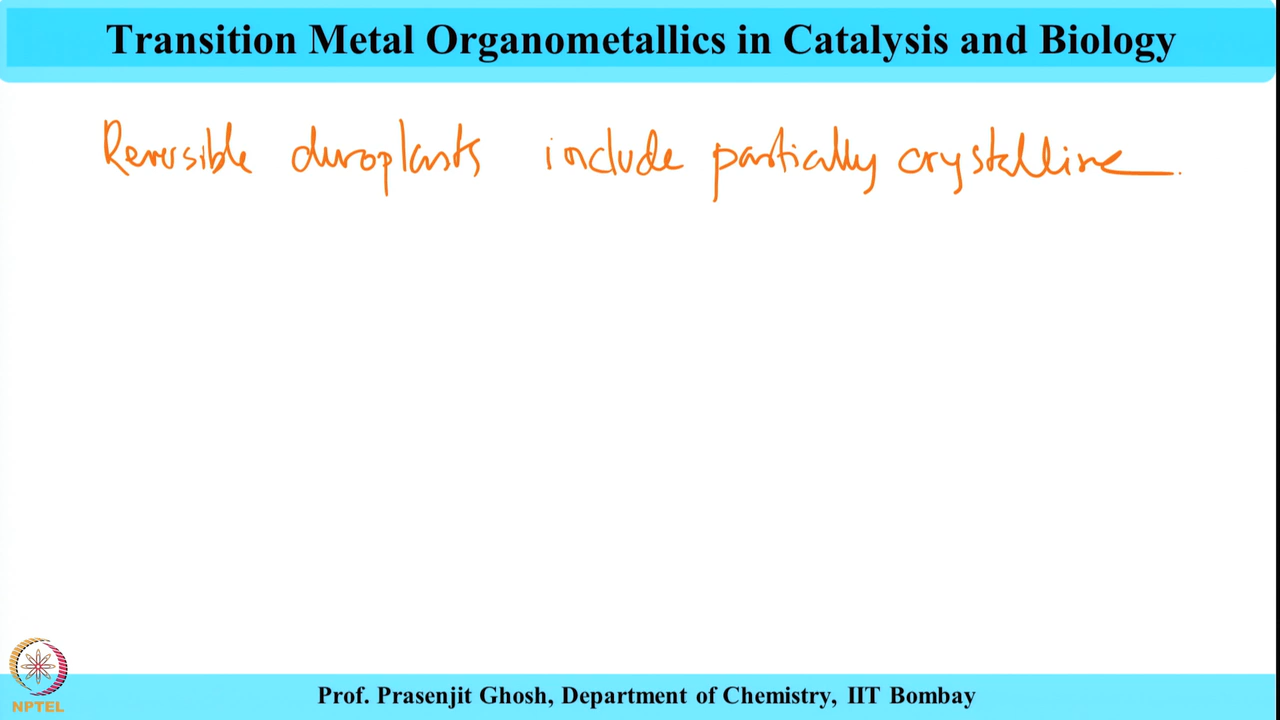 Transition Metal Organometallics in Catalysis and Biology
Reversible duroplasts include partially crystalline
NPTEL
Prof. Prasenjit Ghosh, Department of Chemistry, IIT Bombay